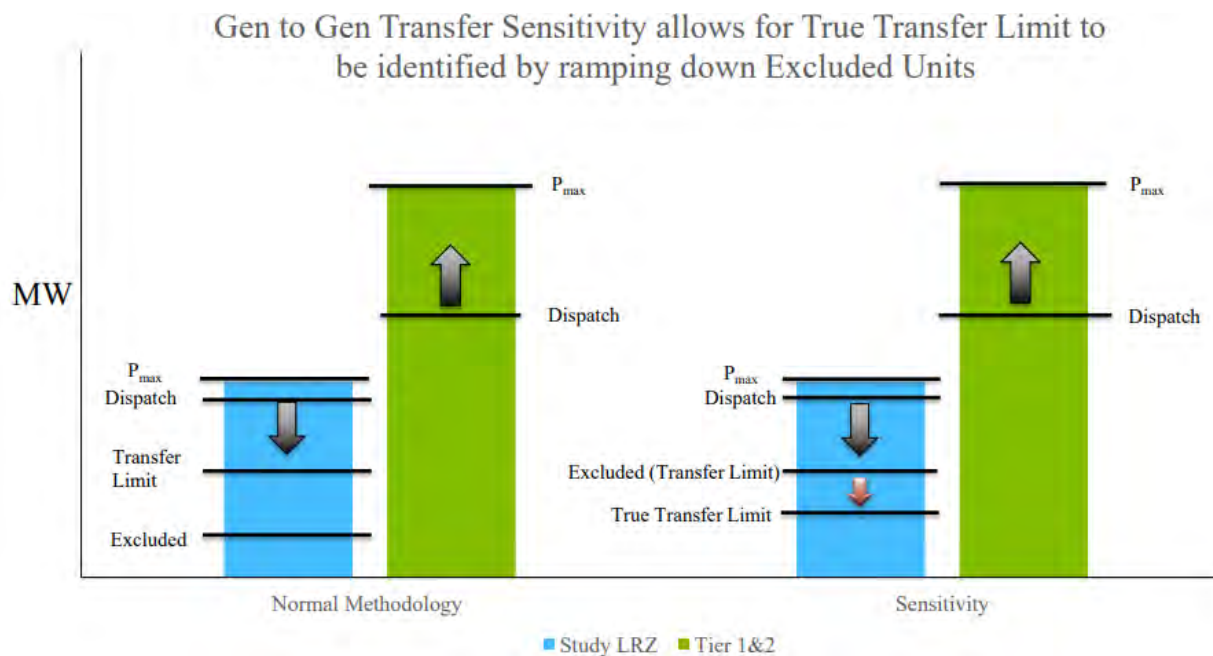 Gen to Gen Transfer Sensitivity allows for True Transfer Limit to
be identified by ramping down Excluded Units
MW
Pmax
Dispatch
Pmax
Dispatch
Transfer
Limit
Excluded
Pmax
Dispatch
Pmax
Dispatch
Excluded (Transfer Limit)
True Transfer Limit
Normal Methodology
Sensitivity
Study LRZ
Tier 1&2